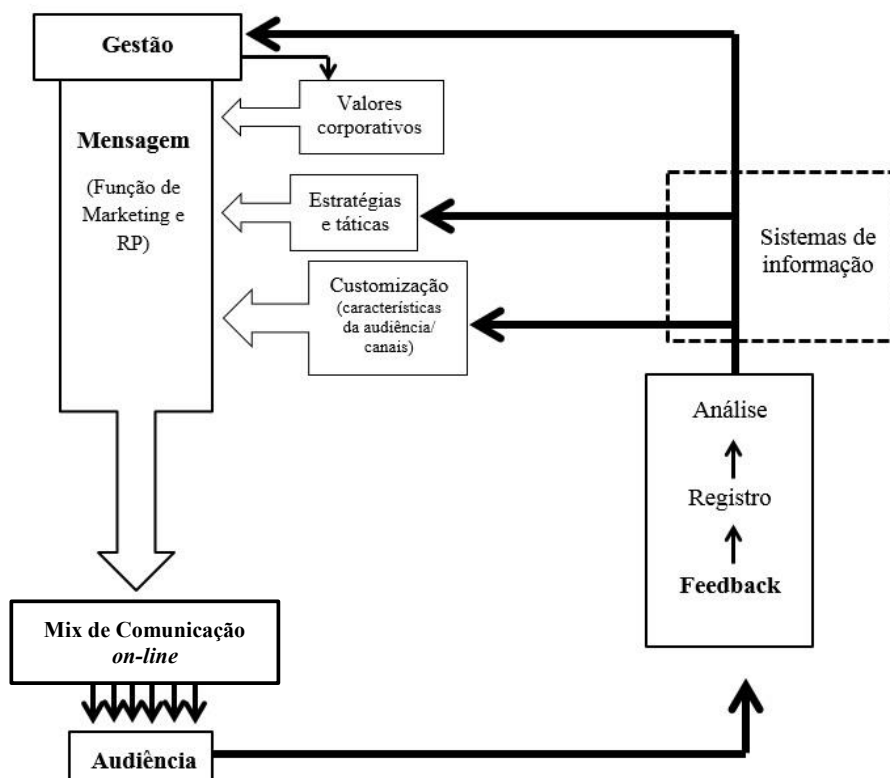 Gestão
Mensagem
(Função de
Marketing e
RP)
Valores
corporativos
Estratégias
e táticas
Customização
(características
da audiência/
canais)
Sistemas de
informação
Análise
Registro
Feedback
Mix de Comunicação
on-line
Audiência